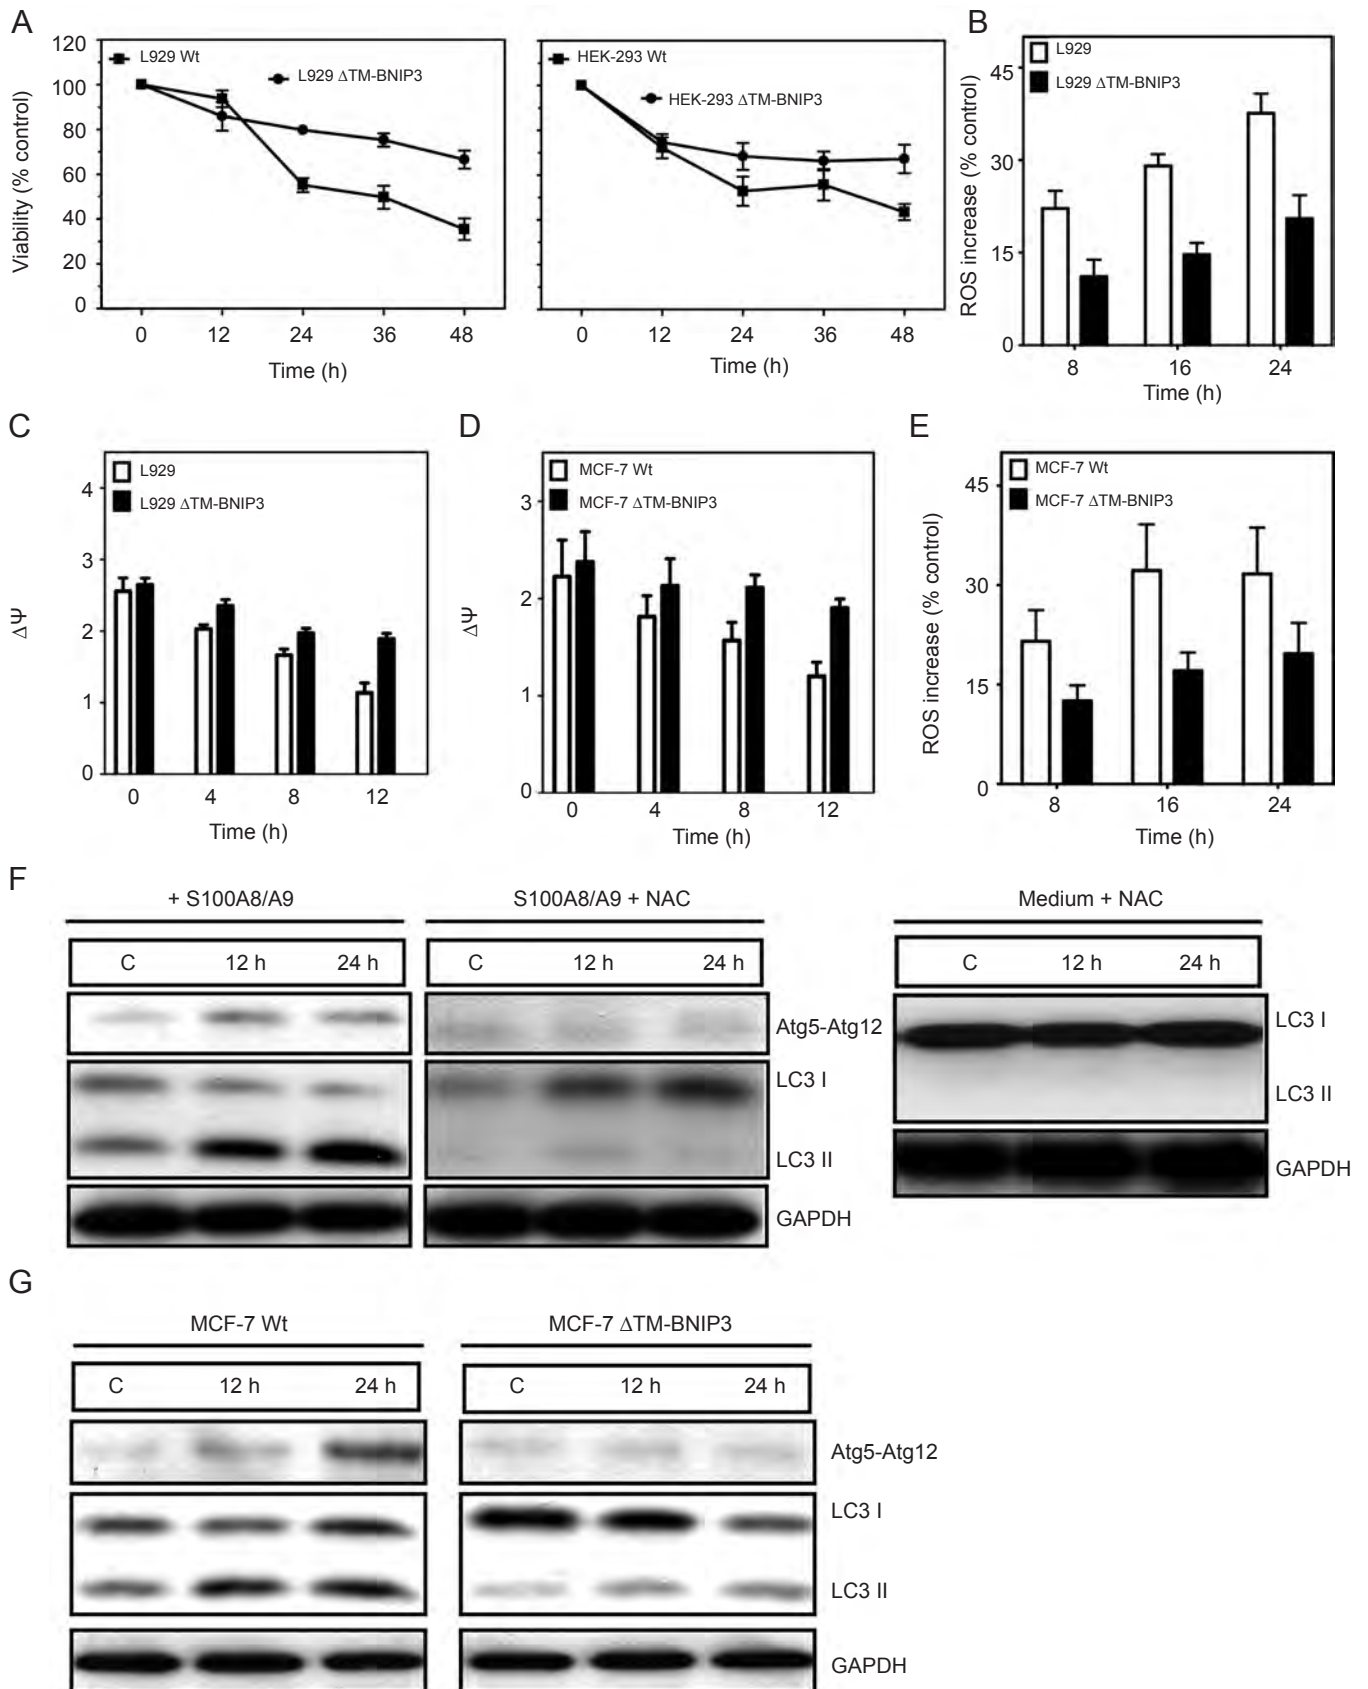 A
120
100
80
60
40
20
0
Viability (% control)
L929 Wt
L929 ΔTM-BNIP3
0 12 24 36 48
Time (h)
HEK-293 Wt
HEK-293 ΔTM-BNIP3
0 12 24 36 48
Time (h)
B
45
30
15
0
ROS increase (% control)
L929
L929 ΔTM-BNIP3
8 16 24
Time (h)
C
4
3
2
1
0
ΔΨ
L929
L929 ΔTM-BNIP3
0 4 8 12
Time (h)
D
3
2
1
0
ΔΨ
MCF-7 Wt
MCF-7 ΔTM-BNIP3
0 4 8 12
Time (h)
E
45
30
15
0
ROS increase (% control)
MCF-7 Wt
MCF-7 ΔTM-BNIP3
8 16 24
Time (h)
F
+ S100A8/A9
C 12 h 24 h
S100A8/A9 + NAC
C 12 h 24 h
Atg5-Atg12
LC3 I
LC3 II
GAPDH
Medium + NAC
C 12 h 24 h
LC3 I
LC3 II
GAPDH
G
MCF-7 Wt
C 12 h 24 h
MCF-7 ΔTM-BNIP3
C 12 h 24 h
Atg5-Atg12
LC3 I
LC3 II
GAPDH